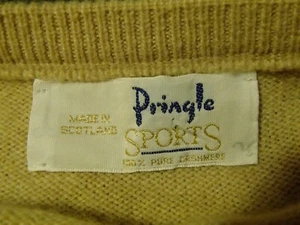 Pringle
MADE IN
SCOTLAND
SPORTS
100% PURE CASHMERE